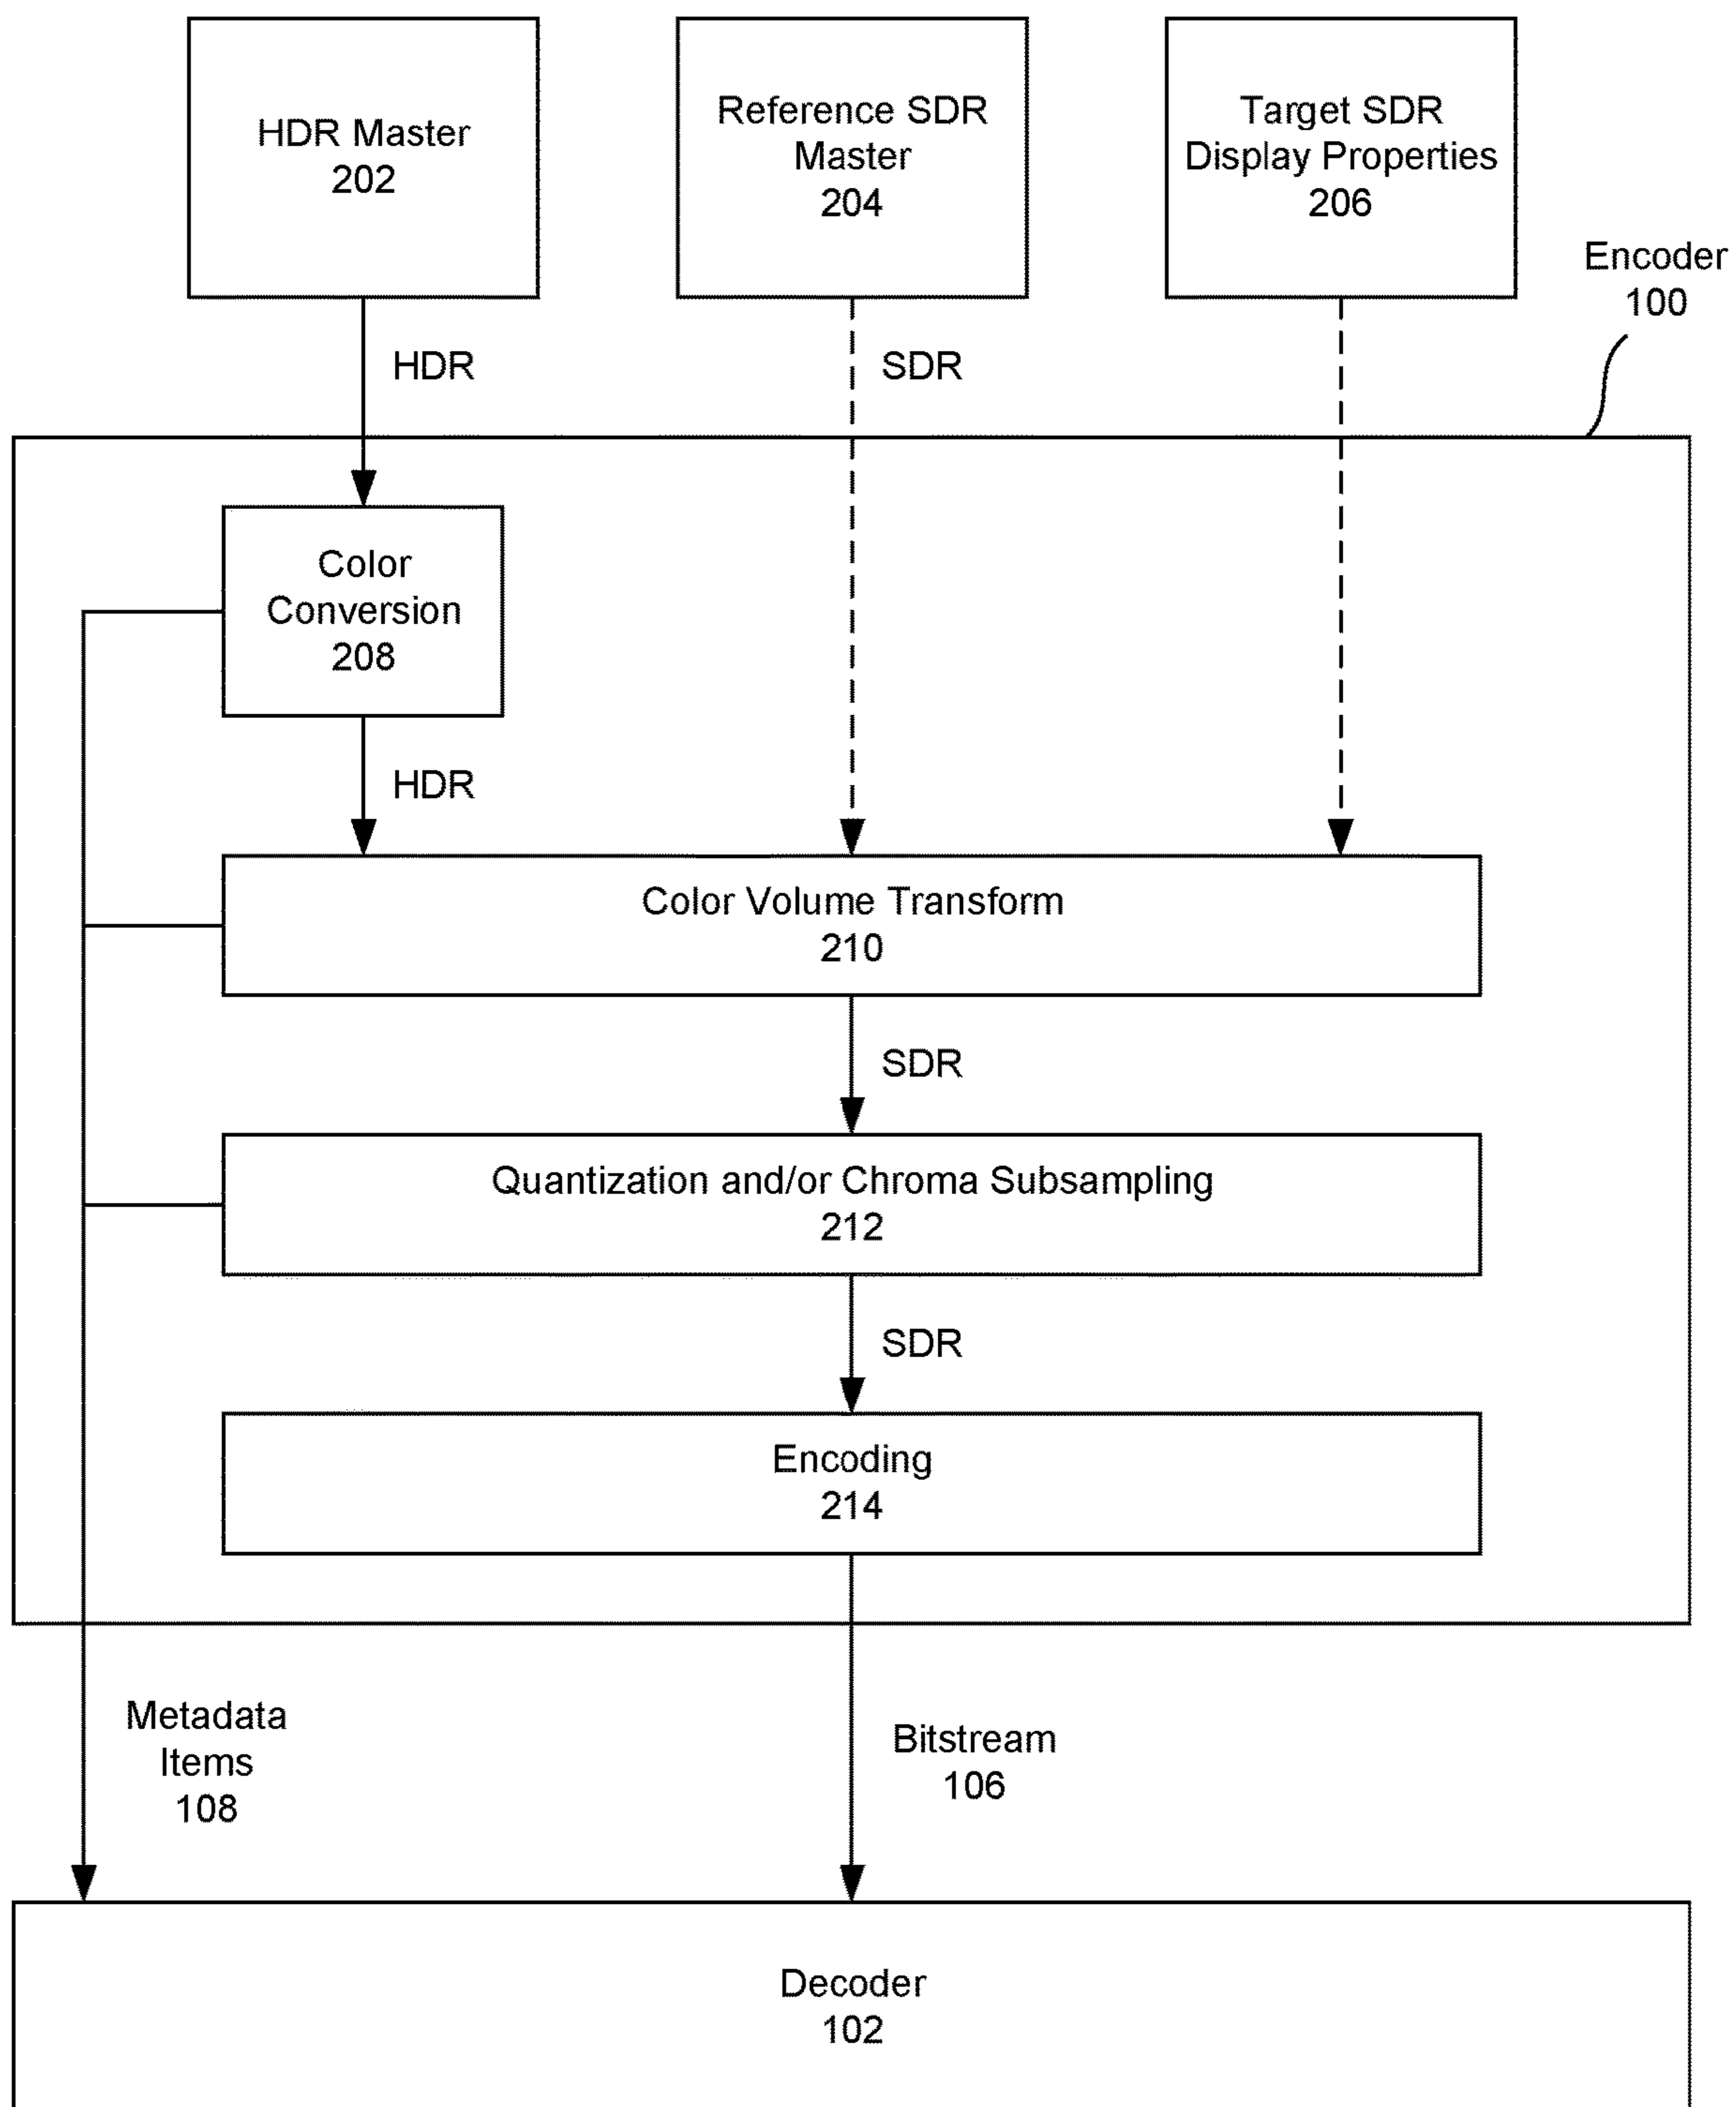 HDR Master
202
Reference SDR
Master
204
Target SDR
Display Properties
206
Encoder
100
HDR
SDR
Color
Conversion
208
HDR
Color Volume Transform
210
SDR
Quantization and/or Chroma Subsampling
212
SDR
Encoding
214
Metadata
Items
108
Bitstream
106
Decoder
102